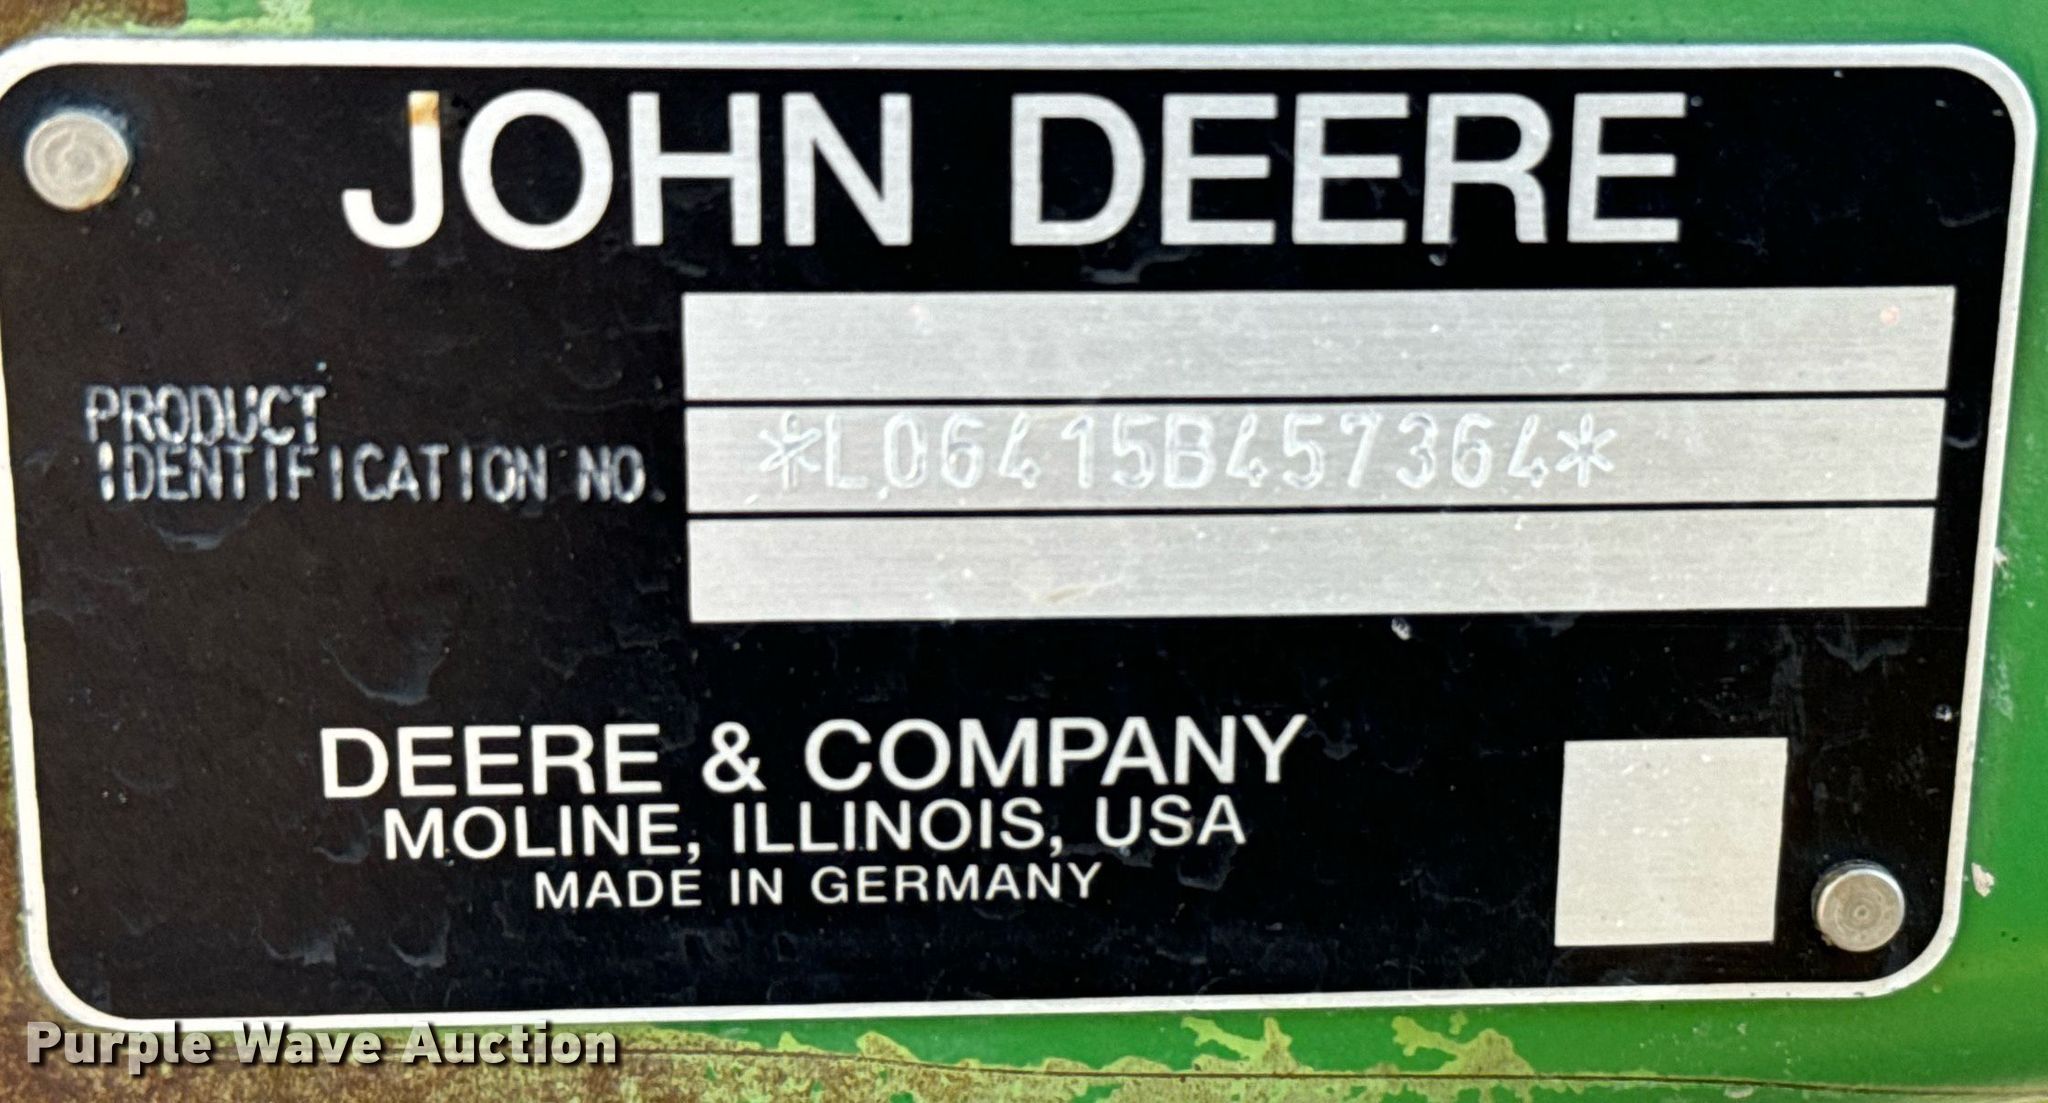 JOHN DEERE
PRODUCT
IDENTIFICATION NO.
*L06415B457364*
DEERE & COMPANY
MOLINE, ILLINOIS, USA
MADE IN GERMANY
Purple Wave Auction